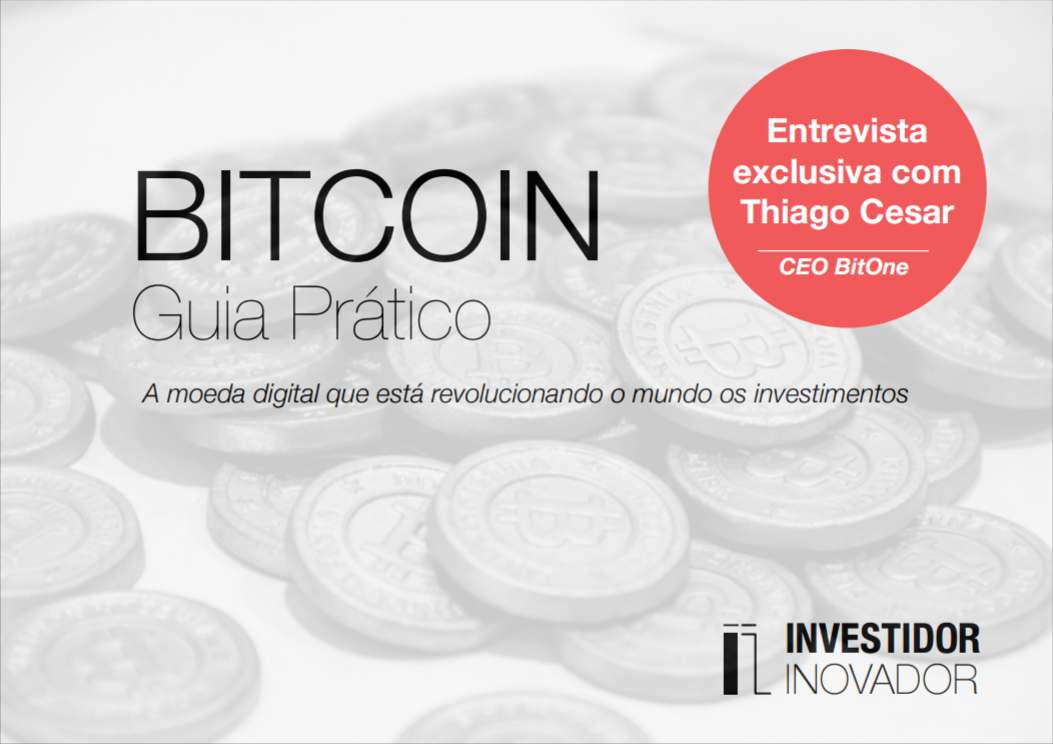 BITCOIN
Guia Prático
A moeda digital que está revolucionando o mundo os investimentos
Entrevista
exclusiva com
Thiago Cesar
CEO BitOne
INVESTIDOR
INOVADOR